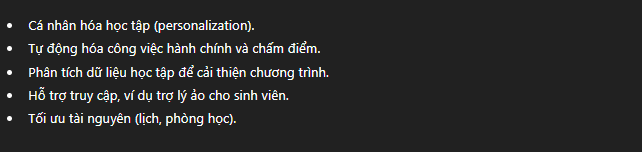 • Cá nhân hóa học tập (personalization).
• Tự động hóa công việc hành chính và chấm điểm.
• Phân tích dữ liệu học tập để cải thiện chương trình.
• Hỗ trợ truy cập, ví dụ trợ lý ảo cho sinh viên.
• Tối ưu tài nguyên (lịch, phòng học).